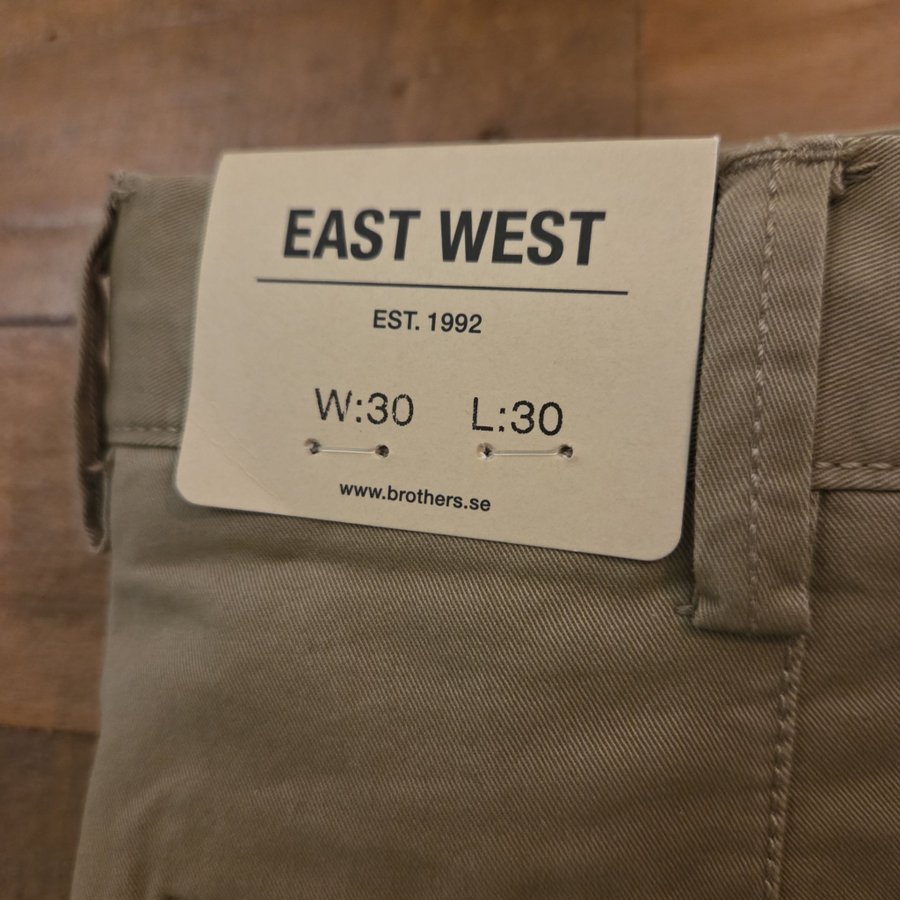 EAST WEST
EST. 1992
W:30 L:30
www.brothers.se